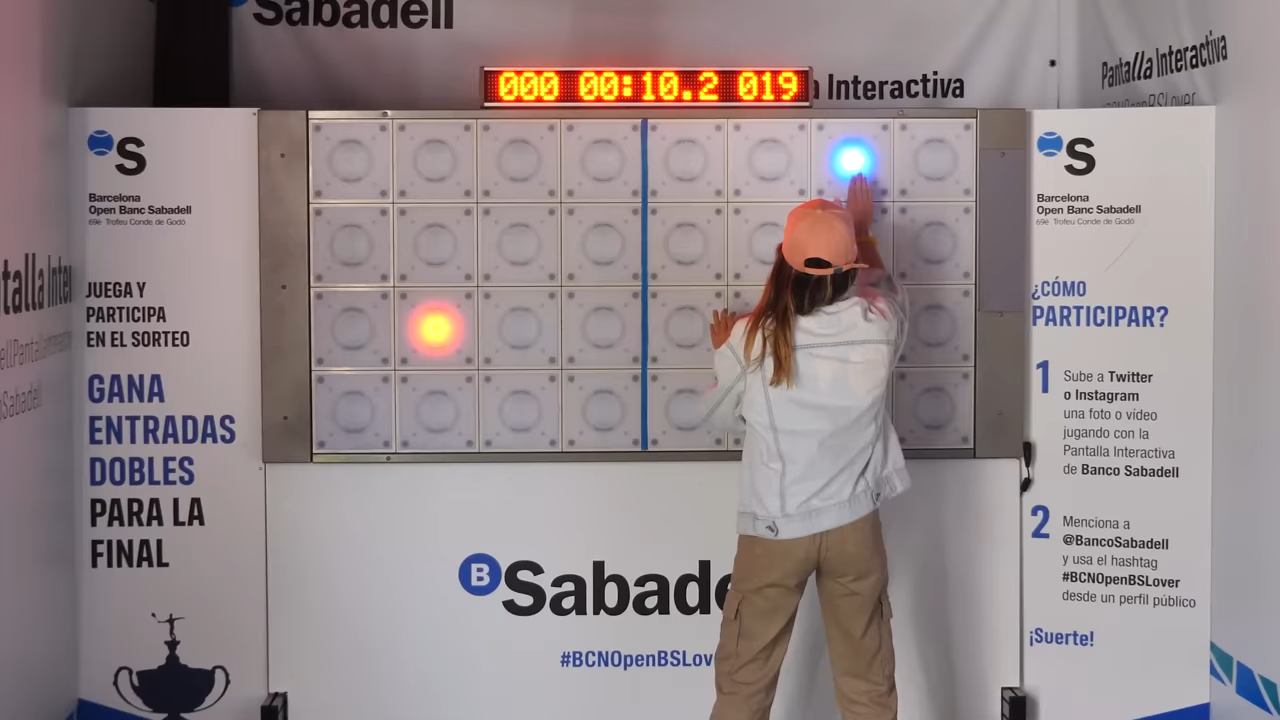 Sabadell
000 00:10.2 019
Interactiva
Pantalla Interactiva
S
Barcelona
Open Banc Sabadell
69è Trofeu Conde de Godó
JUEGA Y
PARTICIPA
EN EL SORTEO
GANA
ENTRADAS
DOBLES
PARA LA
FINAL
B Sabade
#BCNOpenBSLov
S
Barcelona
Open Banc Sabadell
69è Trofeu Conde de Godó
¿CÓMO
PARTICIPAR?
1 Sube a Twitter
o Instagram
una foto o vídeo
jugando con la
Pantalla Interactiva
de Banco Sabadell
2 Menciona a
@BancoSabadell
y usa el hashtag
#BCNOpenBSLover
desde un perfil público
¡Suerte!